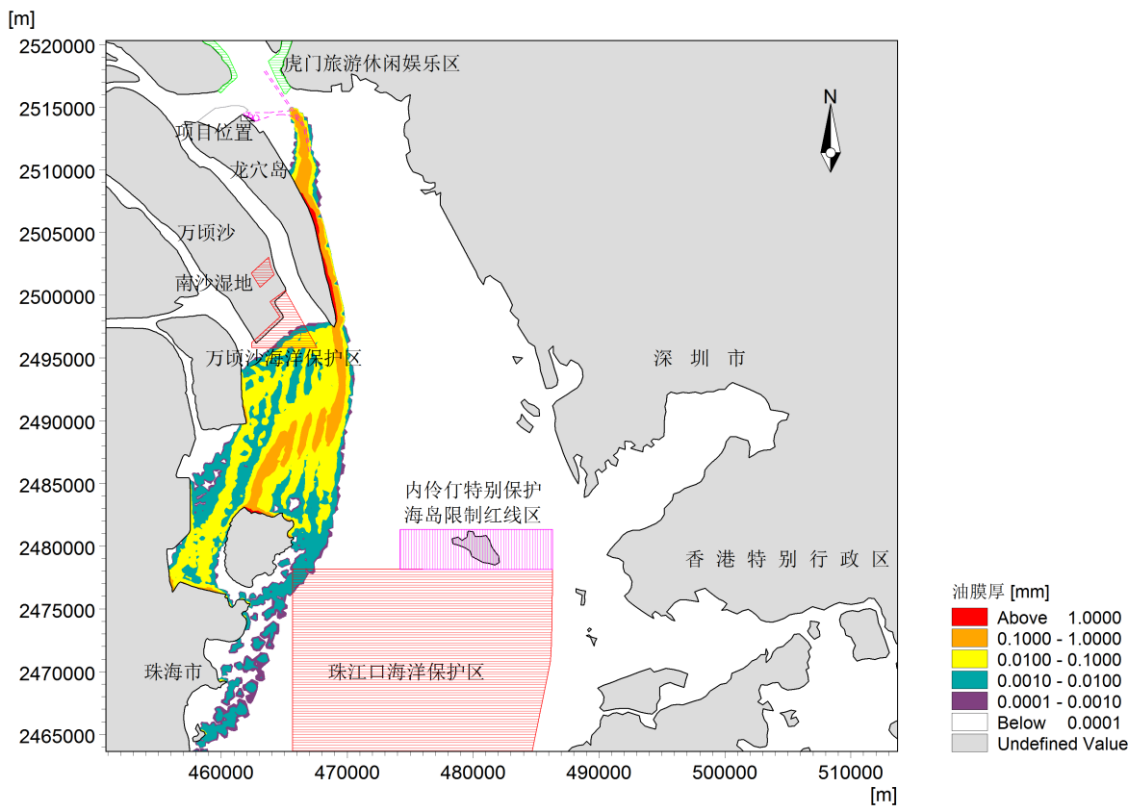 [m]
2520000
虎门旅游休闲娱乐区
2515000
项目位置
N
2510000
龙穴岛
2505000
万顷沙
2500000
南沙湿地
2495000
万顷沙海洋保护区
深 圳 市
2490000
2485000
内伶仃特别保护
海岛限制红线区
2480000
香 港 特 别 行 政 区
2475000
2470000
珠海市
珠江口海洋保护区
2465000
460000 470000 480000 490000 500000 510000
[m]
油膜厚 [mm]
Above 1.0000
0.1000 - 1.0000
0.0100 - 0.1000
0.0010 - 0.0100
0.0001 - 0.0010
Below 0.0001
Undefined Value